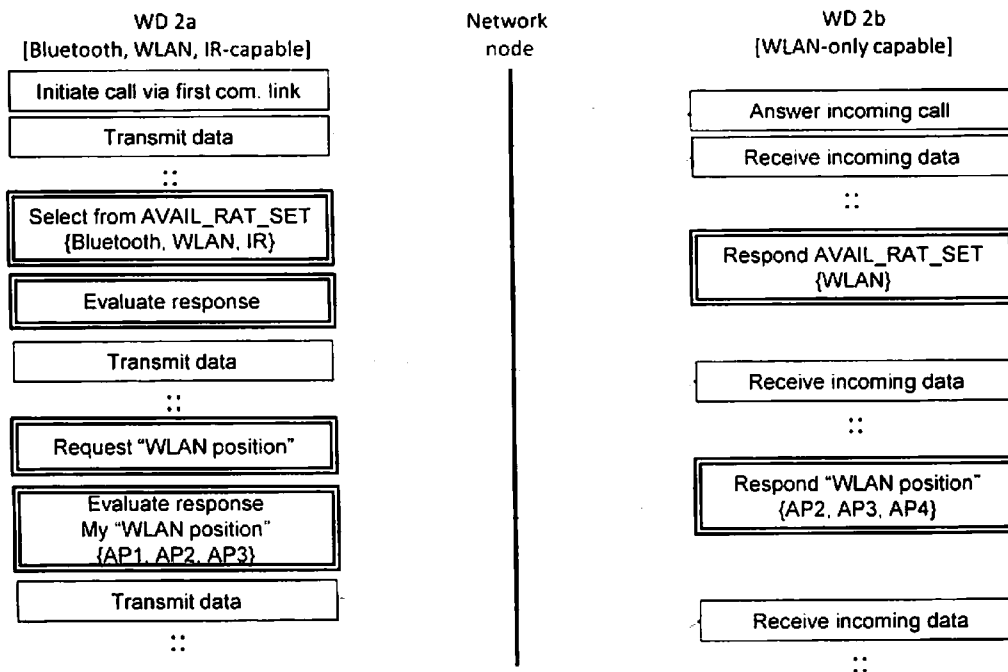 WD 2a
[Bluetooth, WLAN, IR-capable]
Initiate call via first com. link
Transmit data
::
Select from AVAIL_RAT_SET
{Bluetooth, WLAN, IR}
Evaluate response
Transmit data
::
Request “WLAN position”
Evaluate response
My “WLAN position”
{AP1, AP2, AP3}
Transmit data
::
Network
node
WD 2b
[WLAN-only capable]
Answer incoming call
Receive incoming data
::
Respond AVAIL_RAT_SET
{WLAN}
Receive incoming data
::
Respond “WLAN position”
{AP2, AP3, AP4}
Receive incoming data
::